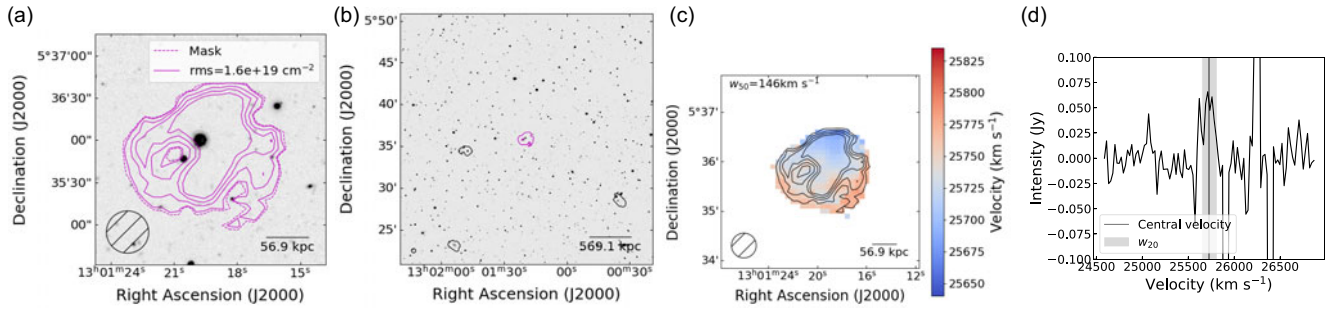 (a)
Mask
rms=1.6e+19 cm⁻²
5°37'00"
36'30"
00"
35'30"
00"
Declination (J2000)
56.9 kpc
13ʰ01ᵐ24ˢ 21ˢ 18ˢ 15ˢ
Right Ascension (J2000)
(b)
5°50'
45'
40'
35'
30'
25'
Declination (J2000)
569.1 kpc
13ʰ02ᵐ00ˢ 01ᵐ30ˢ 00ˢ 00ᵐ30ˢ
Right Ascension (J2000)
(c)
w₅₀=146km s⁻¹
5°37'
36'
35'
34'
Declination (J2000)
56.9 kpc
13ʰ01ᵐ24ˢ 20ˢ 16ˢ 12ˢ
Right Ascension (J2000)
25825
25800
25775
25750
25725
25700
25675
25650
Velocity (km s⁻¹)
(d)
0.100
0.075
0.050
0.025
0.000
−0.025
−0.050
−0.075
−0.100
Intensity (Jy)
Central velocity
w₂₀
24500 25000 25500 26000 26500
Velocity (km s⁻¹)